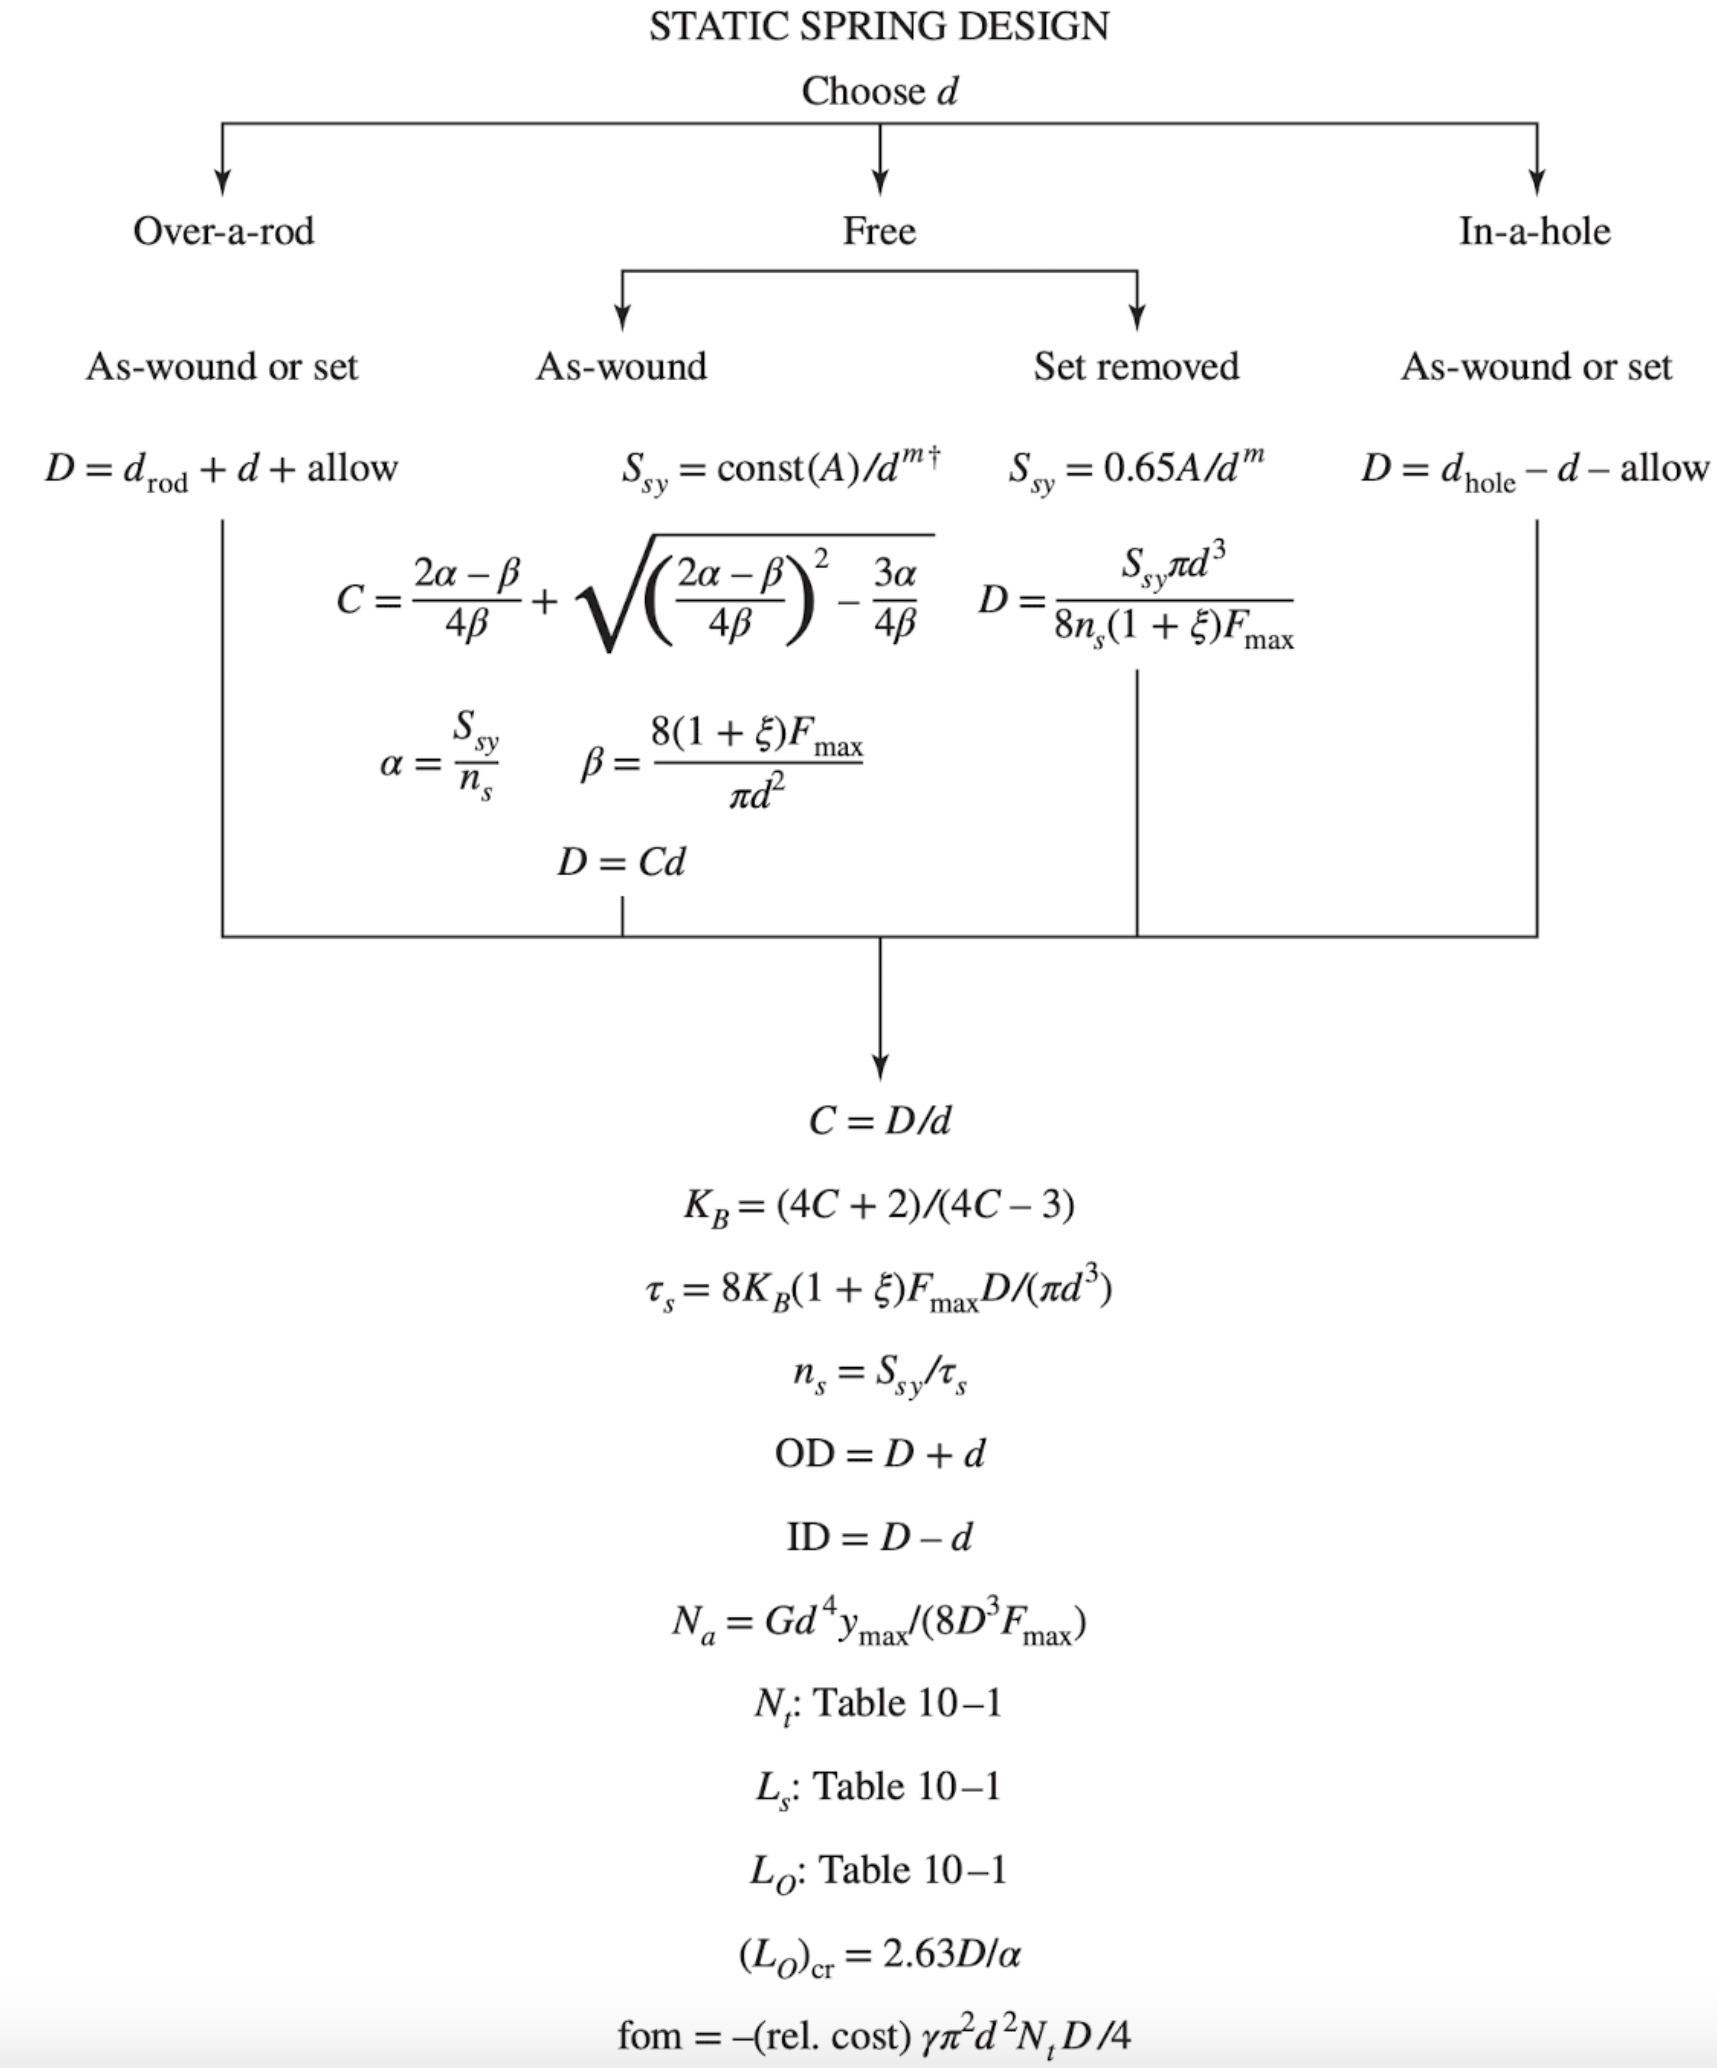 STATIC SPRING DESIGN
Choose d
Over-a-rod Free In-a-hole
As-wound or set As-wound Set removed As-wound or set
D = d_rod + d + allow S_sy = const(A)/d^m† S_sy = 0.65A/d^m D = d_hole – d – allow
C = (2α – β)/(4β) + √(((2α – β)/(4β))² – 3α/(4β)) D = S_sy πd³/(8n_s(1 + ξ)F_max)
α = S_sy/n_s β = 8(1 + ξ)F_max/(πd²)
D = Cd
C = D/d
K_B = (4C + 2)/(4C – 3)
τ_s = 8K_B(1 + ξ)F_max D/(πd³)
n_s = S_sy/τ_s
OD = D + d
ID = D – d
N_a = Gd⁴y_max/(8D³F_max)
N_t: Table 10–1
L_s: Table 10–1
L_O: Table 10–1
(L_O)_cr = 2.63D/α
fom = –(rel. cost) γπ²d²N_t D/4